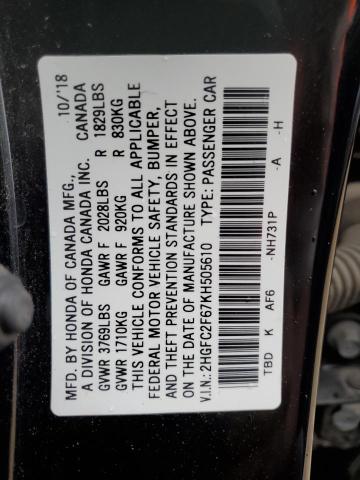 MFD. BY HONDA OF CANADA MFG., 10/'18
A DIVISION OF HONDA CANADA INC. CANADA
GVWR 3769LBS GAWR F 2028LBS R 1829LBS
GVWR 1710KG GAWR F 920KG R 830KG
THIS VEHICLE CONFORMS TO ALL APPLICABLE
FEDERAL MOTOR VEHICLE SAFETY, BUMPER,
AND THEFT PREVENTION STANDARDS IN EFFECT
ON THE DATE OF MANUFACTURE SHOWN ABOVE.
V.I.N.: 2HGFC2F67KH505610 TYPE: PASSENGER CAR
TBD K AF6 -NH731P -A -H